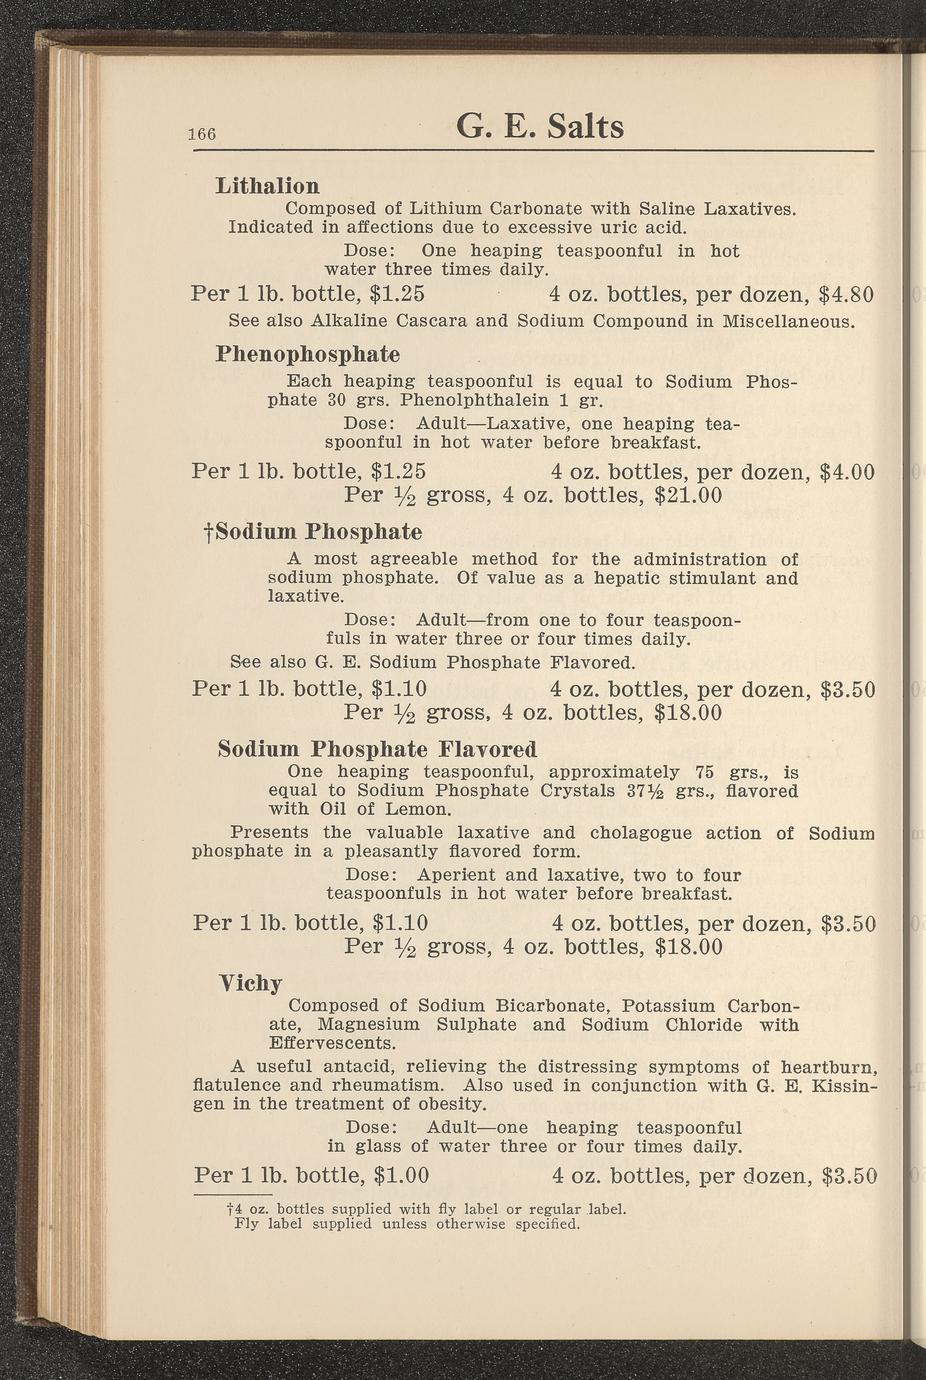 166
G. E. Salts
Lithalion
Composed of Lithium Carbonate with Saline Laxatives.
Indicated in affections due to excessive uric acid.
Dose: One heaping teaspoonful in hot
water three times daily.
Per 1 lb. bottle, $1.25 4 oz. bottles, per dozen, $4.80
See also Alkaline Cascara and Sodium Compound in Miscellaneous.
Phenophosphate
Each heaping teaspoonful is equal to Sodium Phos-
phate 30 grs. Phenolphthalein 1 gr.
Dose: Adult—Laxative, one heaping tea-
spoonful in hot water before breakfast.
Per 1 lb. bottle, $1.25 4 oz. bottles, per dozen, $4.00
Per ½ gross, 4 oz. bottles, $21.00
†Sodium Phosphate
A most agreeable method for the administration of
sodium phosphate. Of value as a hepatic stimulant and
laxative.
Dose: Adult—from one to four teaspoon-
fuls in water three or four times daily.
See also G. E. Sodium Phosphate Flavored.
Per 1 lb. bottle, $1.10 4 oz. bottles, per dozen, $3.50
Per ½ gross, 4 oz. bottles, $18.00
Sodium Phosphate Flavored
One heaping teaspoonful, approximately 75 grs., is
equal to Sodium Phosphate Crystals 37½ grs., flavored
with Oil of Lemon.
Presents the valuable laxative and cholagogue action of Sodium
phosphate in a pleasantly flavored form.
Dose: Aperient and laxative, two to four
teaspoonfuls in hot water before breakfast.
Per 1 lb. bottle, $1.10 4 oz. bottles, per dozen, $3.50
Per ½ gross, 4 oz. bottles, $18.00
Vichy
Composed of Sodium Bicarbonate, Potassium Carbon-
ate, Magnesium Sulphate and Sodium Chloride with
Effervescents.
A useful antacid, relieving the distressing symptoms of heartburn,
flatulence and rheumatism. Also used in conjunction with G. E. Kissin-
gen in the treatment of obesity.
Dose: Adult—one heaping teaspoonful
in glass of water three or four times daily.
Per 1 lb. bottle, $1.00 4 oz. bottles, per dozen, $3.50
†4 oz. bottles supplied with fly label or regular label.
Fly label supplied unless otherwise specified.